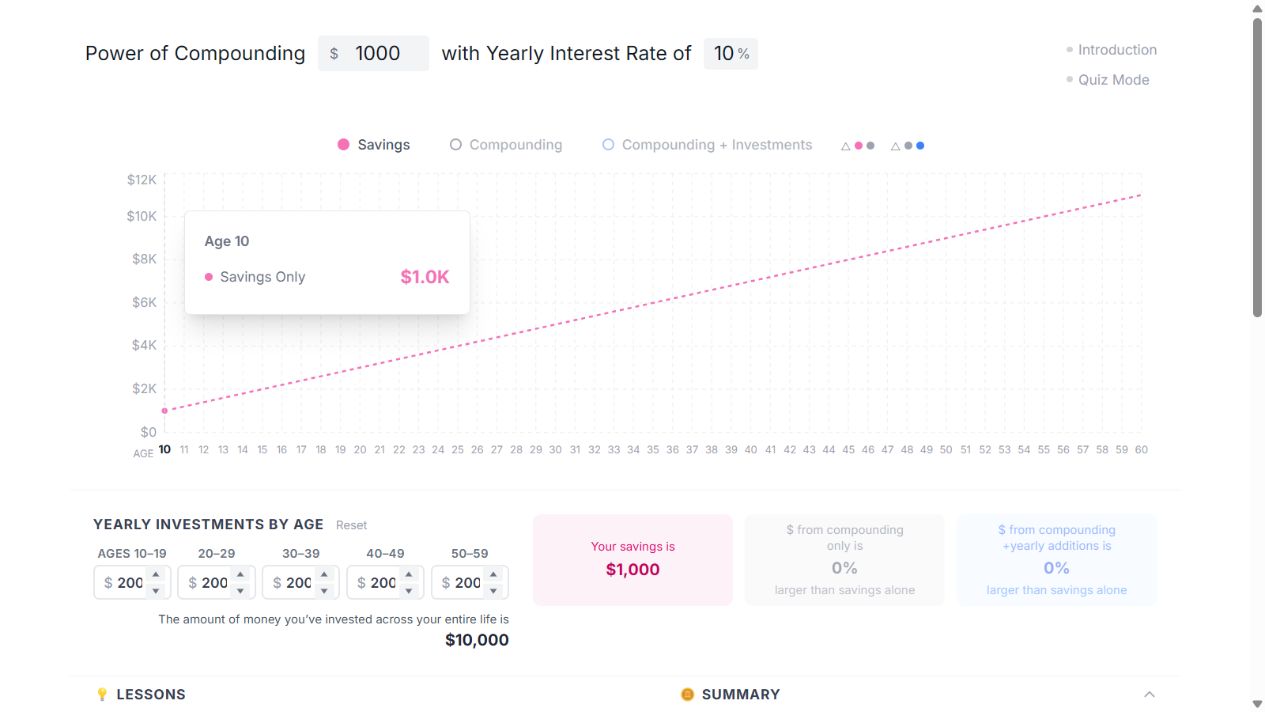 Power of Compounding $ 1000 with Yearly Interest Rate of 10 %
Introduction
Quiz Mode
Savings Compounding Compounding + Investments
$12K
$10K
$8K
$6K
$4K
$2K
$0
Age 10
Savings Only $1.0K
AGE 10 11 12 13 14 15 16 17 18 19 20 21 22 23 24 25 26 27 28 29 30 31 32 33 34 35 36 37 38 39 40 41 42 43 44 45 46 47 48 49 50 51 52 53 54 55 56 57 58 59 60
YEARLY INVESTMENTS BY AGE Reset
AGES 10–19 20–29 30–39 40–49 50–59
$ 200 $ 200 $ 200 $ 200 $ 200
The amount of money you’ve invested across your entire life is
$10,000
Your savings is
$1,000
$ from compounding
only is
0%
larger than savings alone
$ from compounding
+yearly additions is
0%
larger than savings alone
LESSONS
SUMMARY